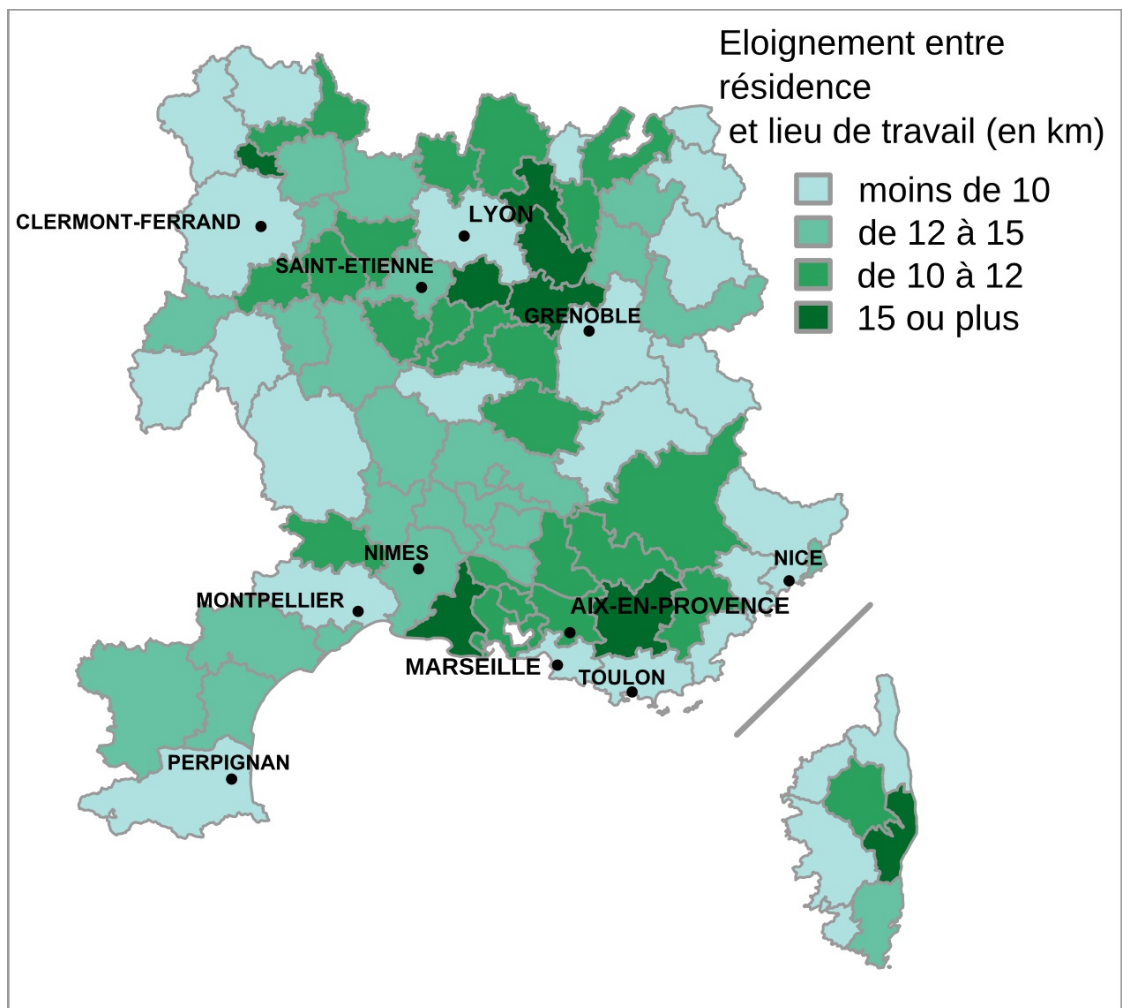 Eloignement entre
résidence
et lieu de travail (en km)
moins de 10
de 12 à 15
de 10 à 12
15 ou plus
CLERMONT-FERRAND
LYON
SAINT-ETIENNE
GRENOBLE
NIMES
NICE
MONTPELLIER
AIX-EN-PROVENCE
MARSEILLE
TOULON
PERPIGNAN